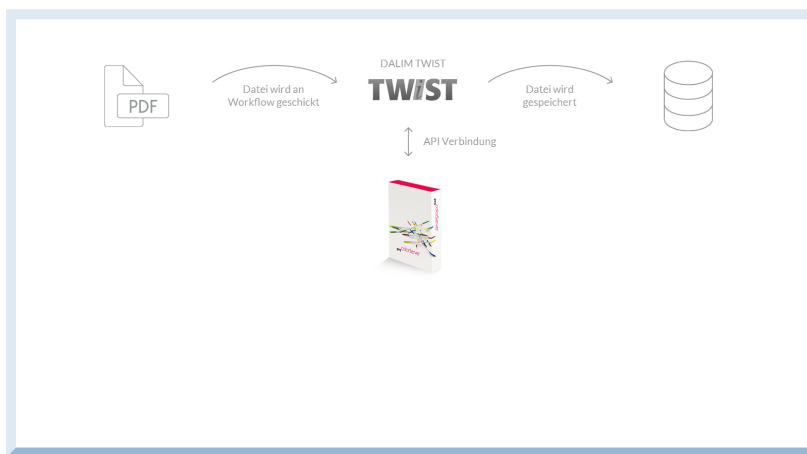 DALIM TWIST
TWiST
PDF
Datei wird an
Workflow geschickt
Datei wird
gespeichert
API Verbindung